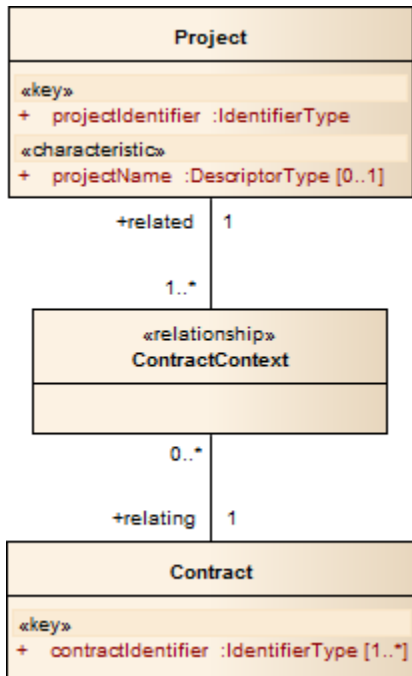 Project
«key»
+ projectIdentifier :IdentifierType
«characteristic»
+ projectName :DescriptorType [0..1]
+related 1
1..*
«relationship»
ContractContext
0..*
+relating 1
Contract
«key»
+ contractIdentifier :IdentifierType [1..*]